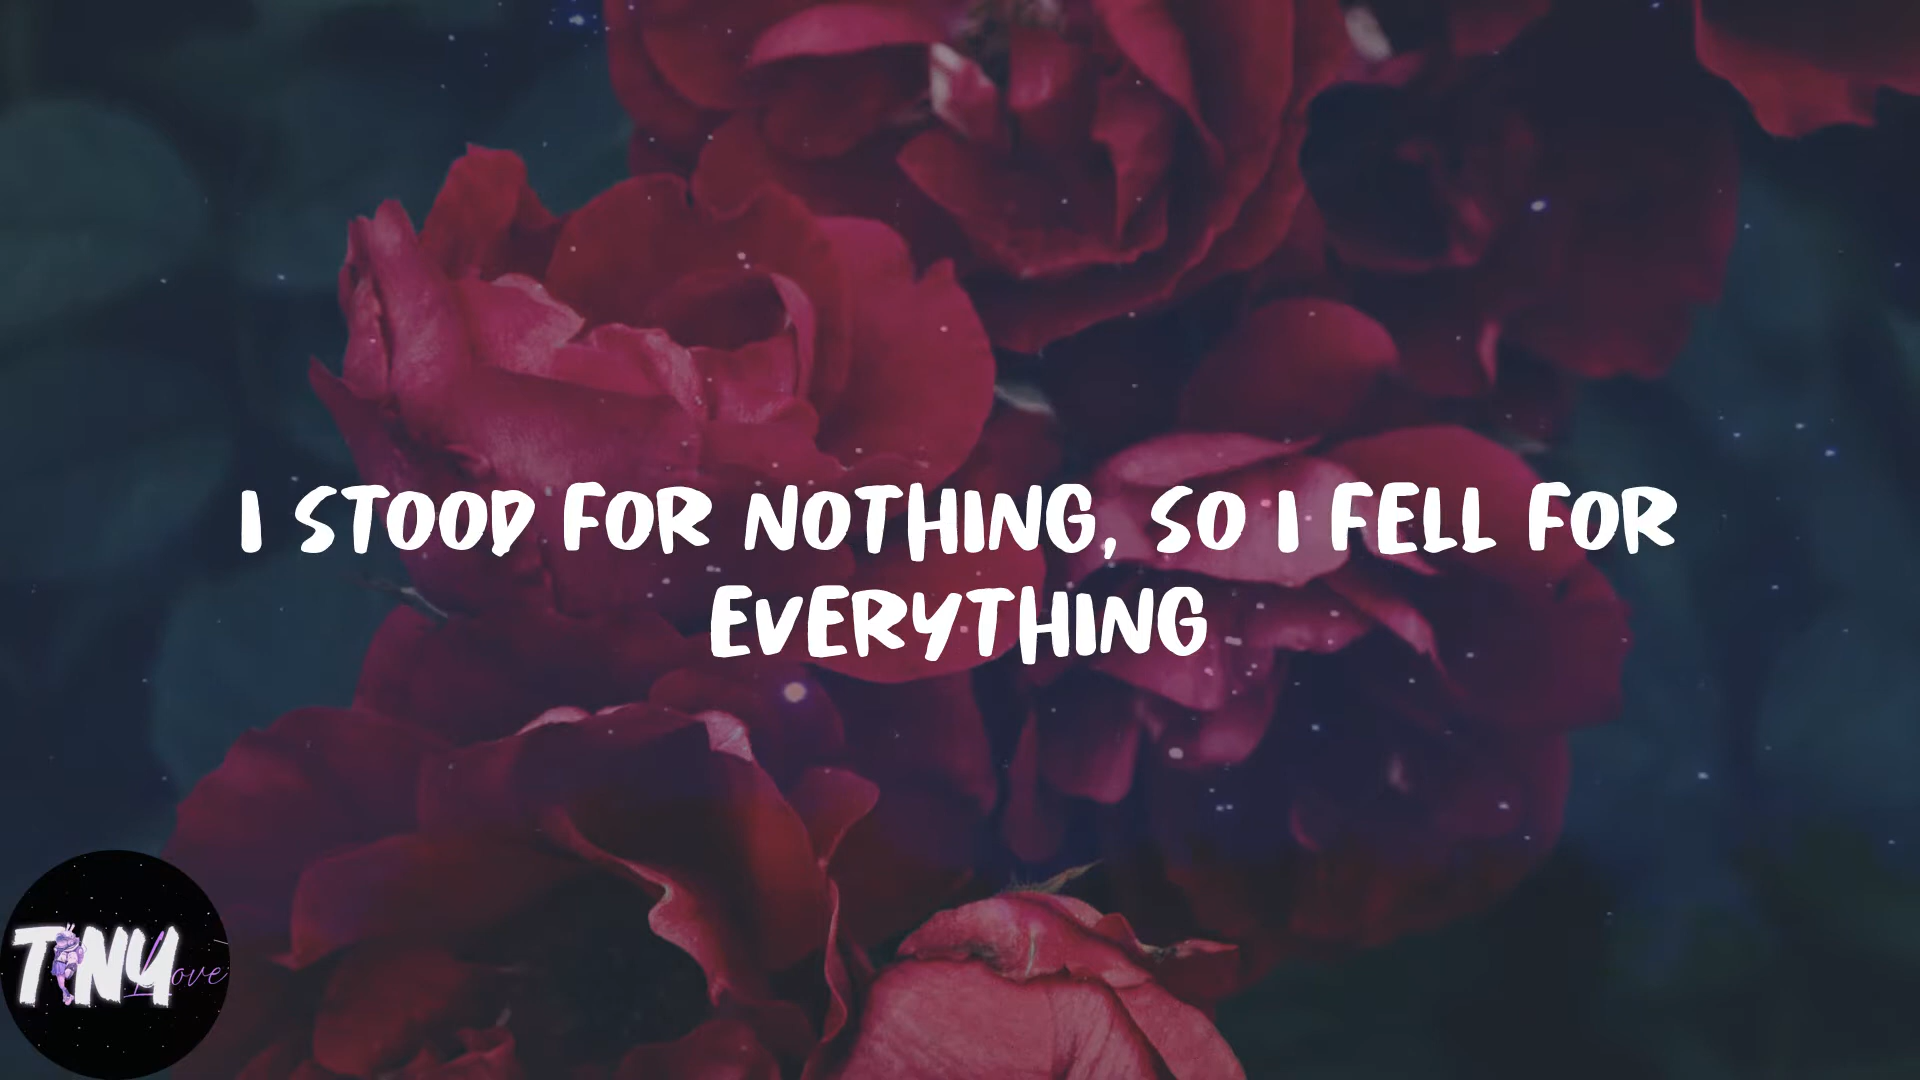 I STOOD FOR NOTHING, SO I FELL FOR
EVERYTHING
TINY
Love